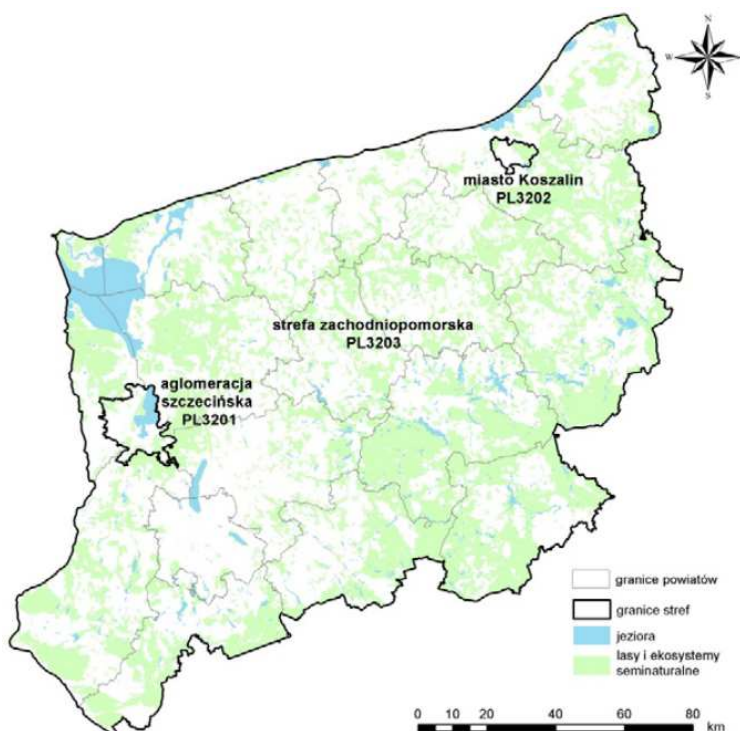 N
W
S
miasto Koszalin
PL3202
strefa zachodniopomorska
PL3203
aglomeracja
szczecińska
PL3201
granice powiatów
granice stref
jeziora
lasy i ekosystemy
seminaturalne
0 10 20 40 60 80
km